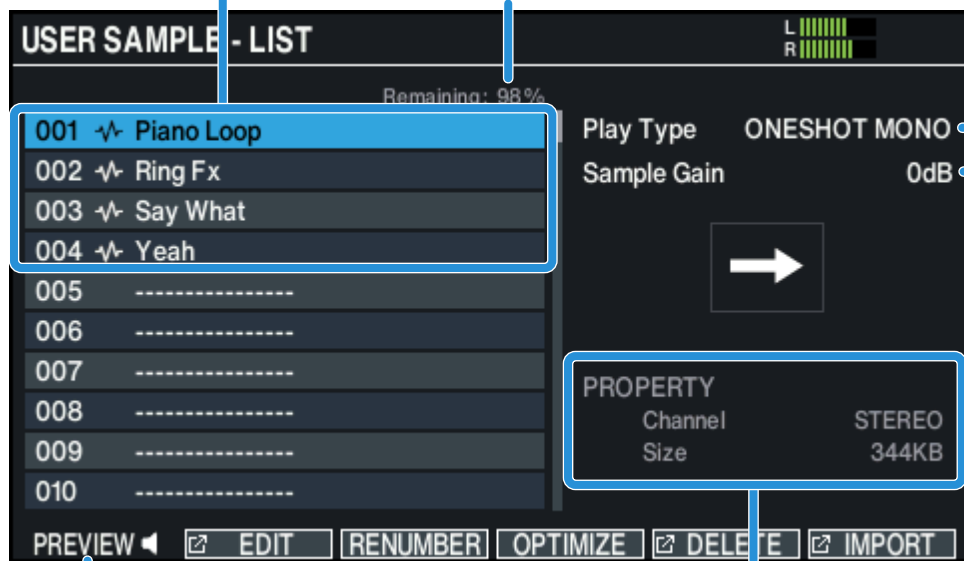 USER SAMPLE - LIST
L
R
Remaining: 98%
001 Piano Loop
002 Ring Fx
003 Say What
004 Yeah
005 ----------------
006 ----------------
007 ----------------
008 ----------------
009 ----------------
010 ----------------
Play Type ONESHOT MONO
Sample Gain 0dB
PROPERTY
Channel STEREO
Size 344KB
PREVIEW EDIT RENUMBER OPTIMIZE DELETE IMPORT